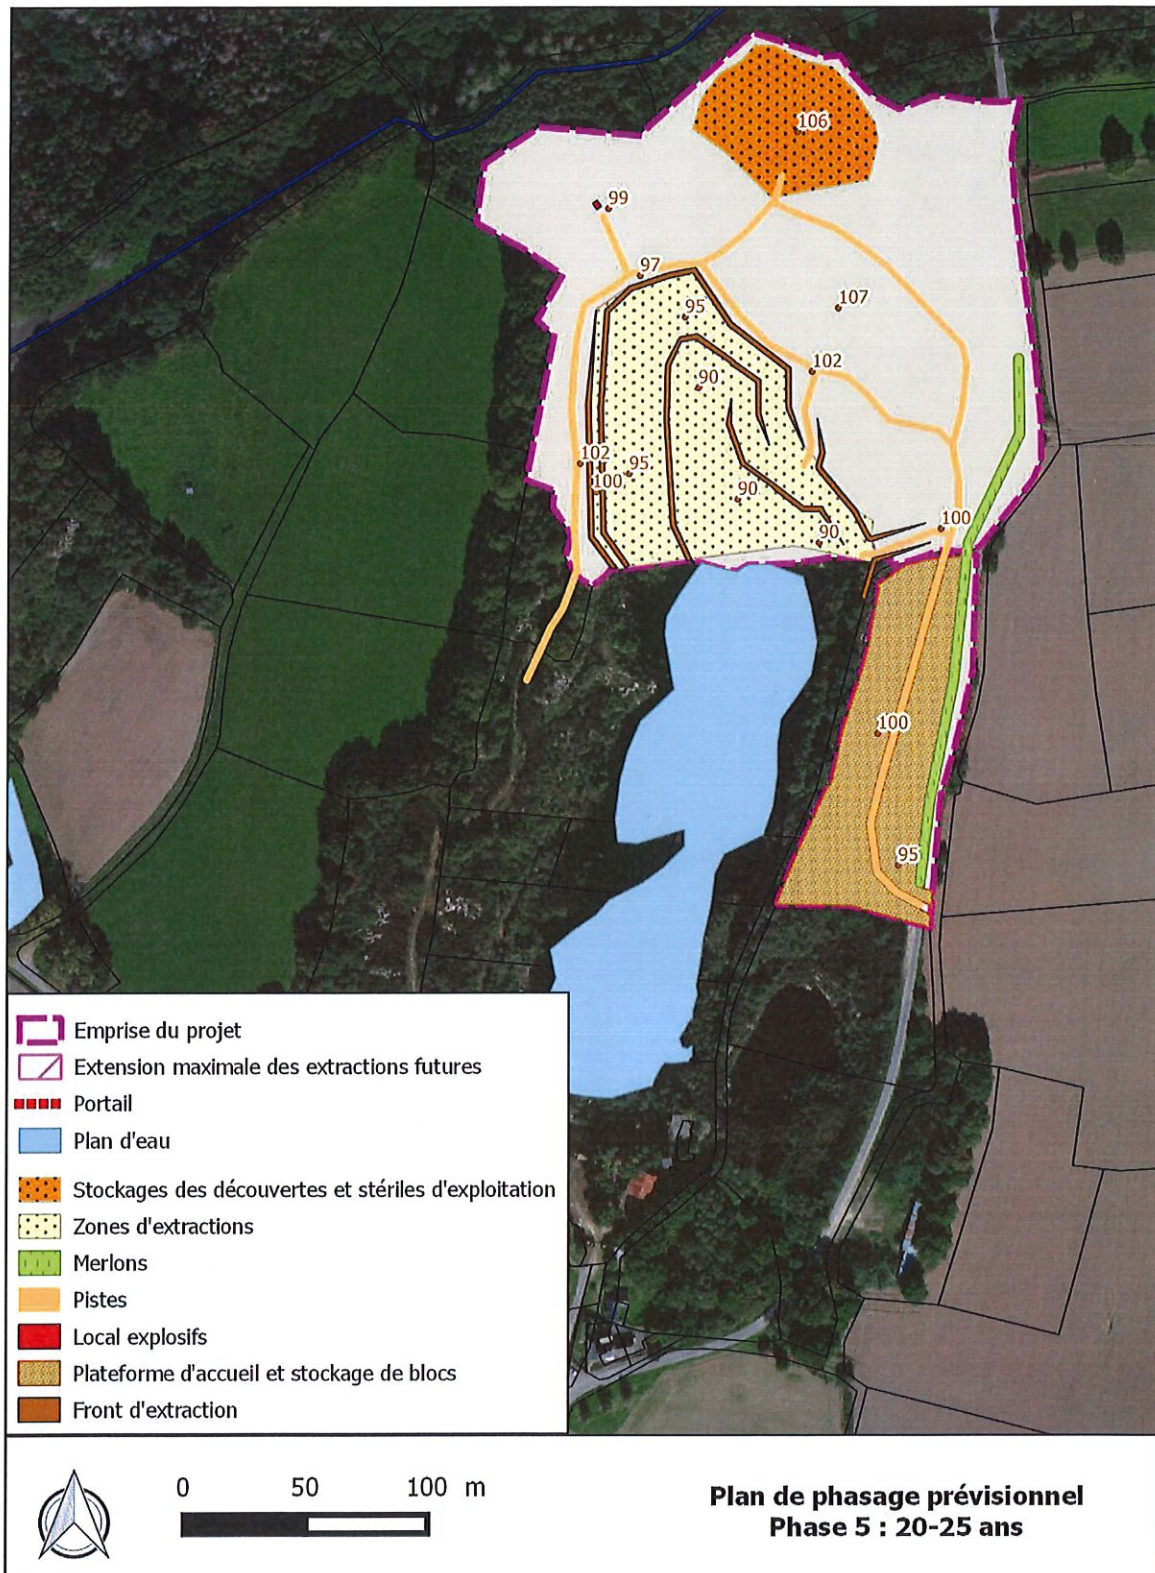 106
99
97
95
107
102
90
102
95
100
90
90
100
100
95
Emprise du projet
Extension maximale des extractions futures
Portail
Plan d'eau
Stockages des découvertes et stériles d'exploitation
Zones d'extractions
Merlons
Pistes
Local explosifs
Plateforme d'accueil et stockage de blocs
Front d'extraction
0 50 100 m
Plan de phasage prévisionnel
Phase 5 : 20-25 ans